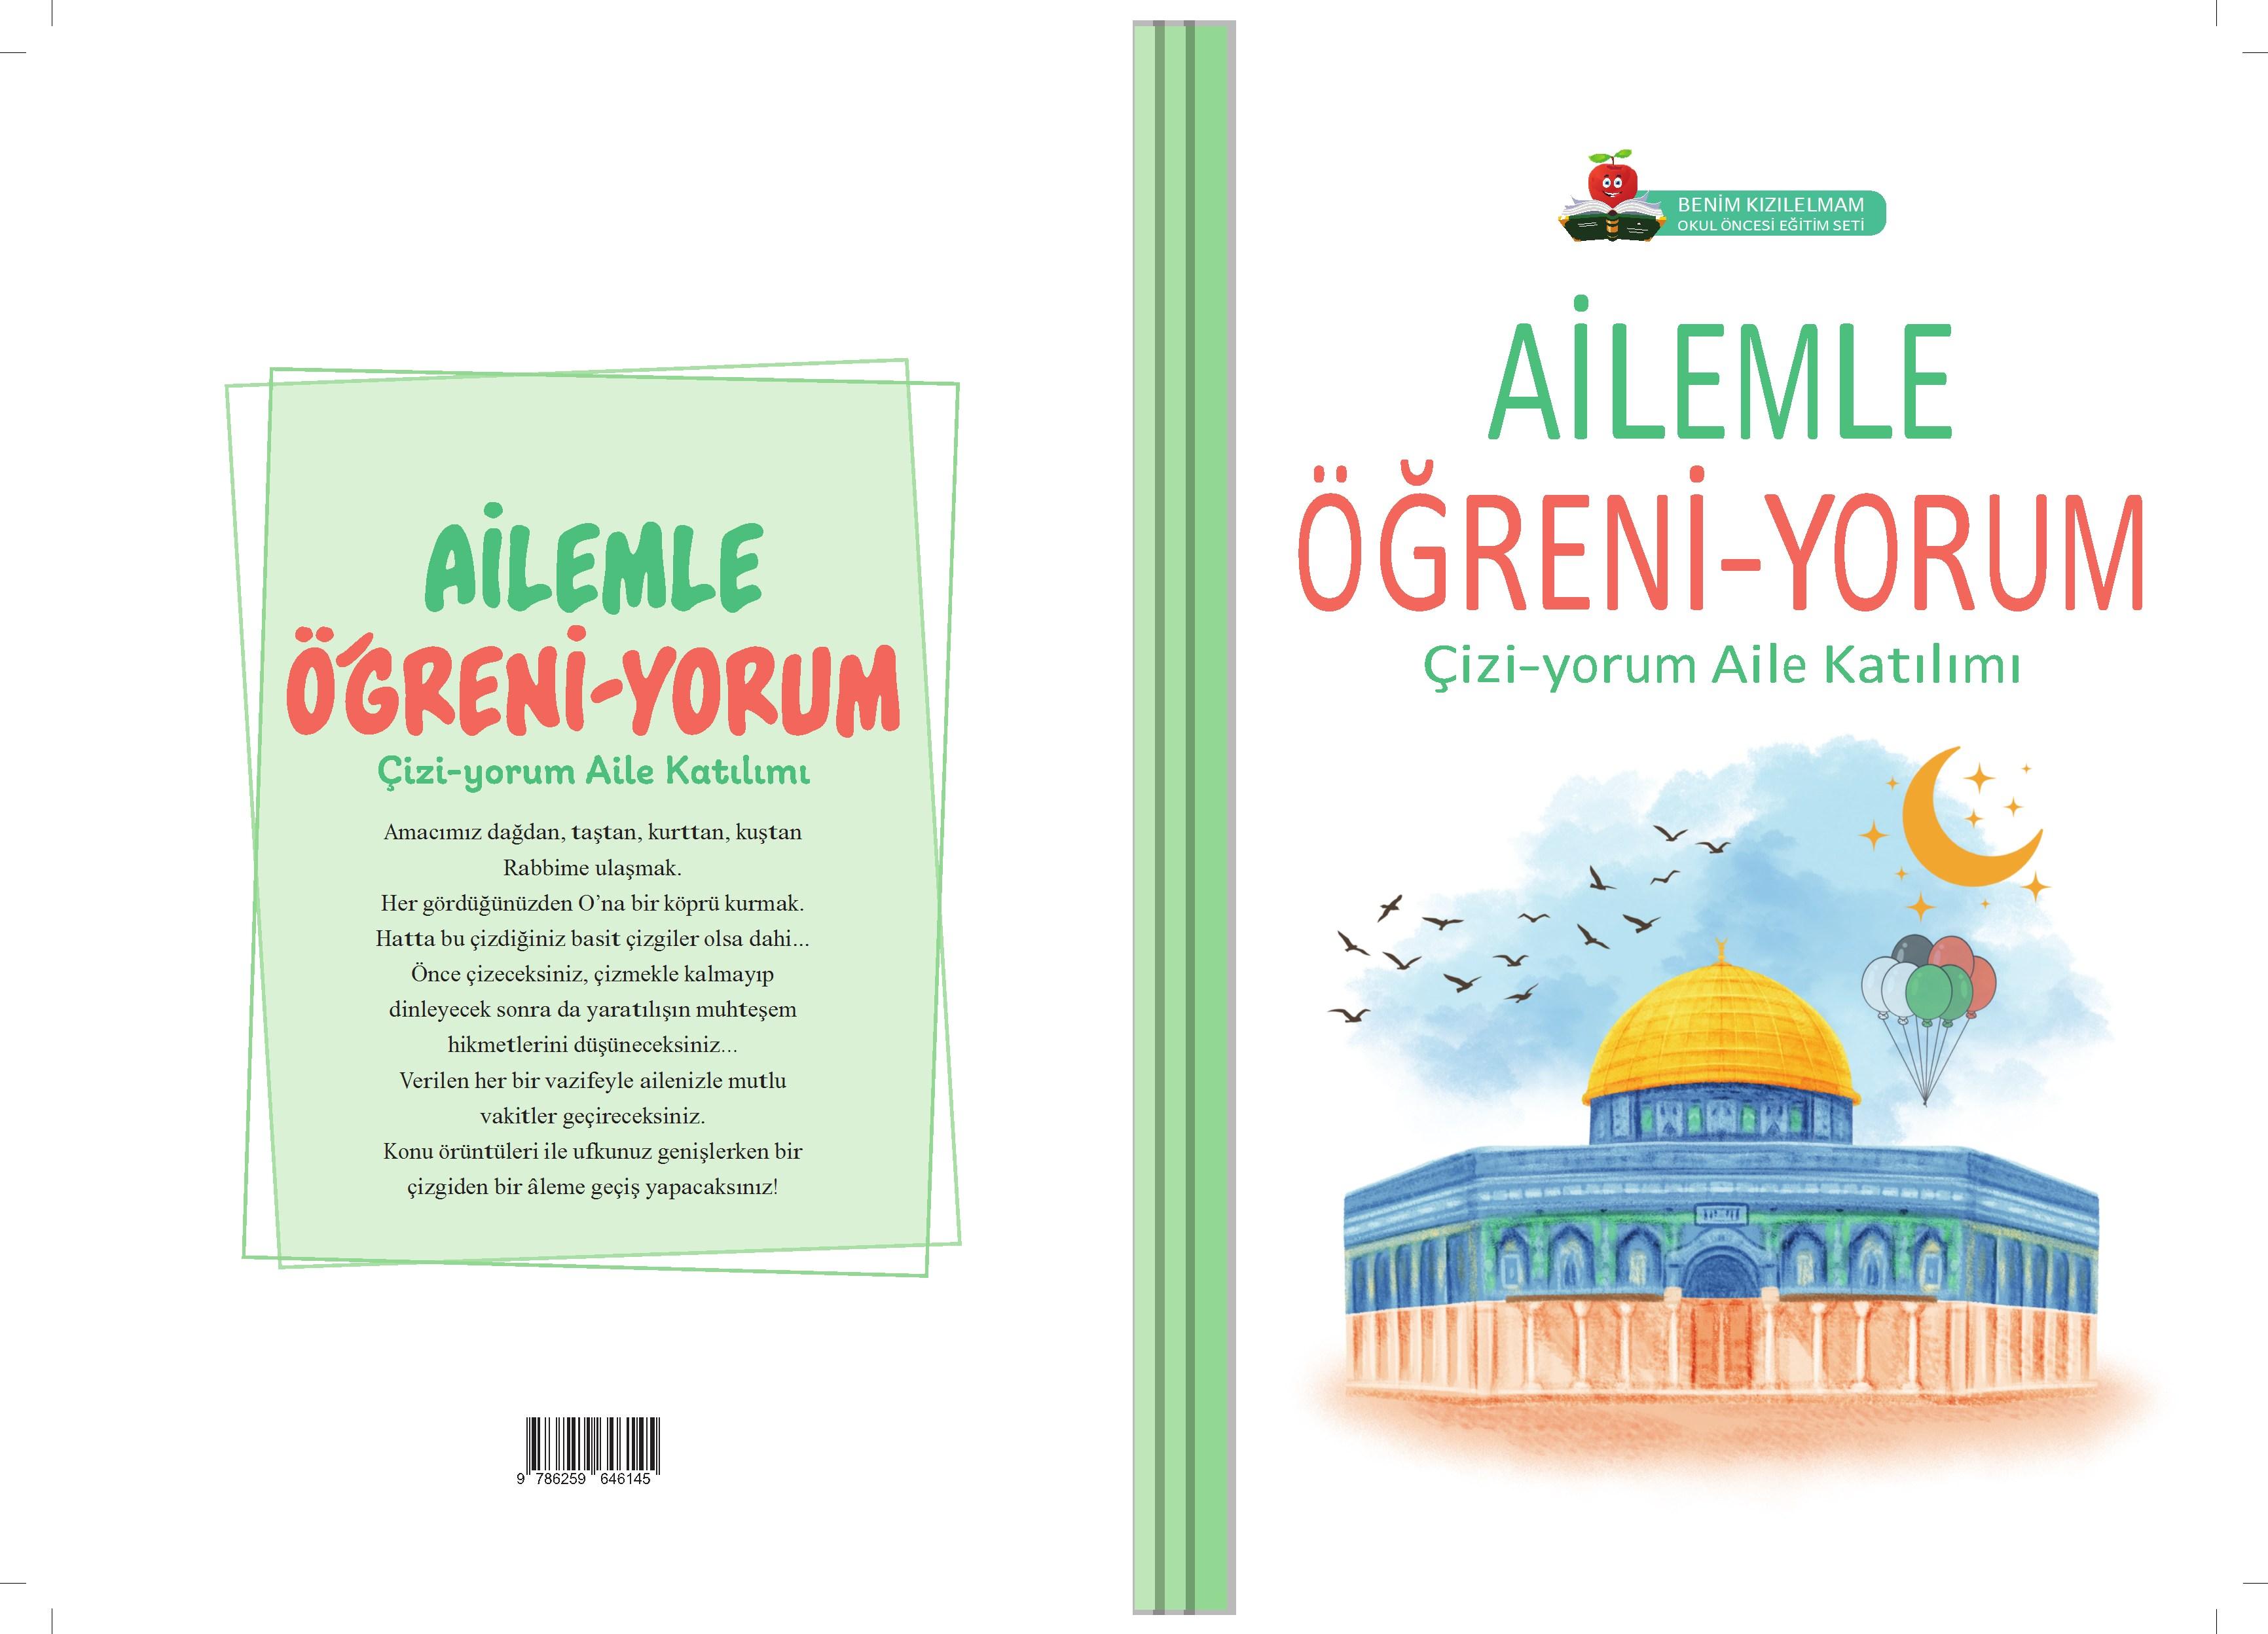 AİLEMLE
ÖĞRENİ-YORUM
Çizi-yorum Aile Katılımı
Amacımız dağdan, taştan, kurttan, kuştan
Rabbime ulaşmak.
Her gördüğünüzden O’na bir köprü kurmak.
Hatta bu çizdiğiniz basit çizgiler olsa dahi...
Önce çizeceksiniz, çizmekle kalmayıp
dinleyecek sonra da yaratılışın muhteşem
hikmetlerini düşüneceksiniz...
Verilen her bir vazifeyle ailenizle mutlu
vakitler geçireceksiniz.
Konu örüntüleri ile ufkunuz genişlerken bir
çizgiden bir âleme geçiş yapacaksınız!
9 786259 646145
BENİM KIZILELMAM
OKUL ÖNCESİ EĞİTİM SETİ
AİLEMLE
ÖĞRENİ-YORUM
Çizi-yorum Aile Katılımı